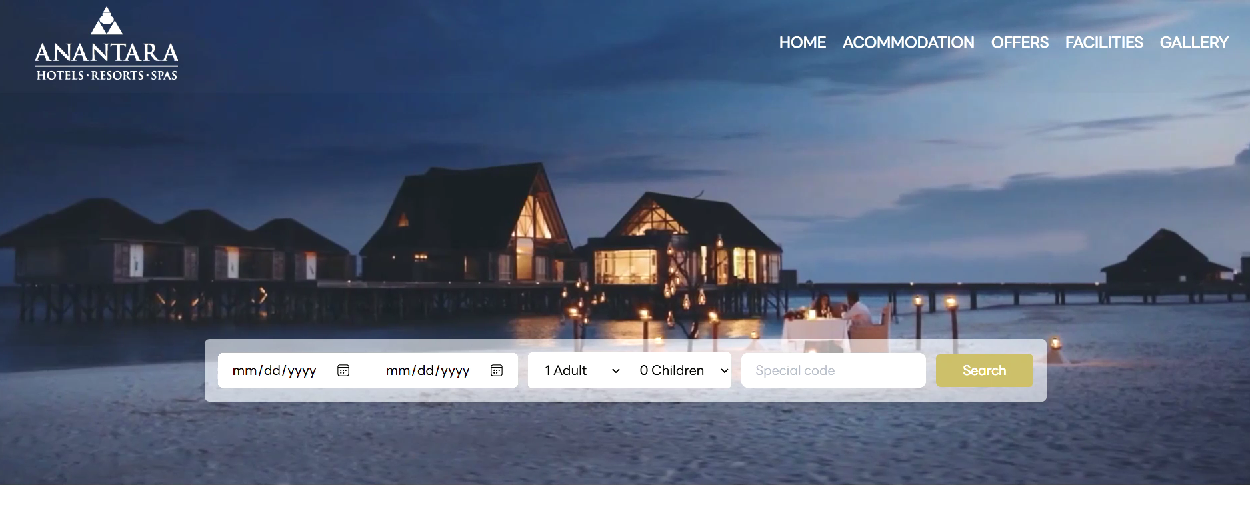 ANANTARA
HOTELS·RESORTS·SPAS
HOME ACOMMODATION OFFERS FACILITIES GALLERY
mm/dd/yyyy mm/dd/yyyy 1 Adult 0 Children Special code Search